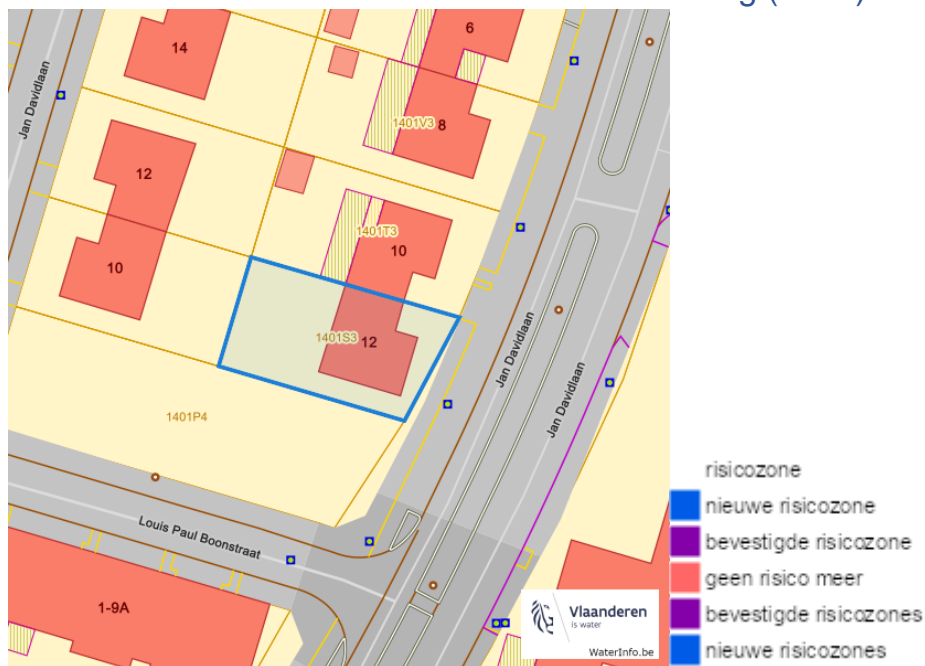 g (
6
14
Jan Davidlaan
1401V3
8
12
1401T3
10
10
1401S3
12
Jan Davidlaan
Jan Davidlaan
1401P4
risicozone
nieuwe risicozone
Louis Paul Boonstraat
bevestigde risicozone
geen risico meer
1-9A
Vlaanderen
is water
bevestigde risicozones
WaterInfo.be
nieuwe risicozones